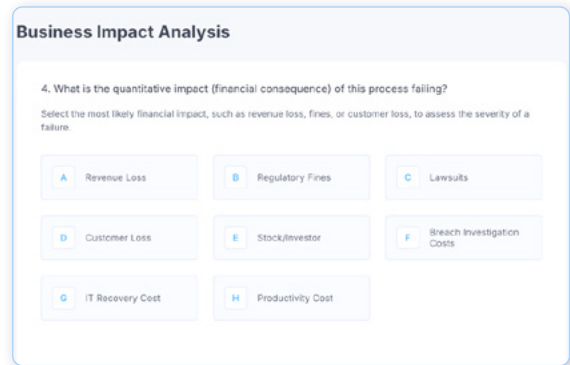 Business Impact Analysis
4. What is the quantitative impact (financial consequence) of this process failing?
Select the most likely financial impact, such as revenue loss, fines, or customer loss, to assess the severity of a
failure.
A Revenue Loss
B Regulatory Fines
C Lawsuits
D Customer Loss
E Stock/Investor
F Breach Investigation
Costs
G IT Recovery Cost
H Productivity Cost